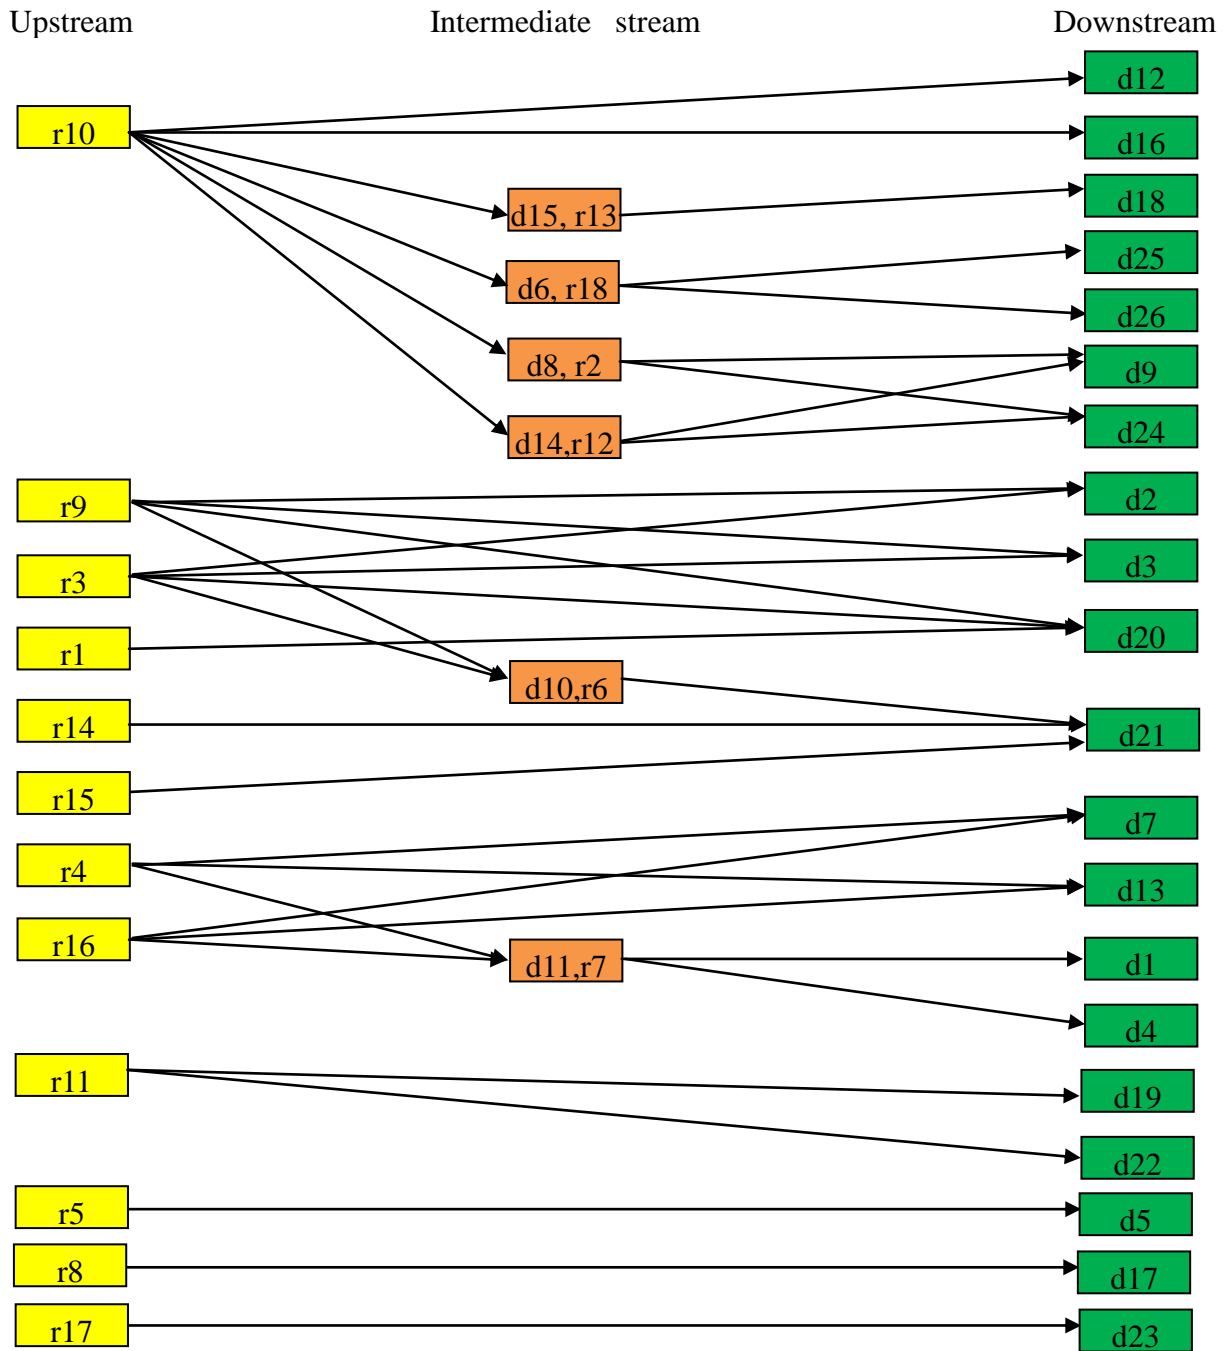 Upstream Intermediate stream Downstream
d12
r10
d16
d15, r13
d18
d6, r18
d25
d26
d8, r2
d9
d14,r12
d24
r9
d2
r3
d3
r1
d20
d10,r6
r14
d21
r15
d7
r4
d13
r16
d11,r7
d1
d4
r11
d19
d22
r5
d5
r8
d17
r17
d23